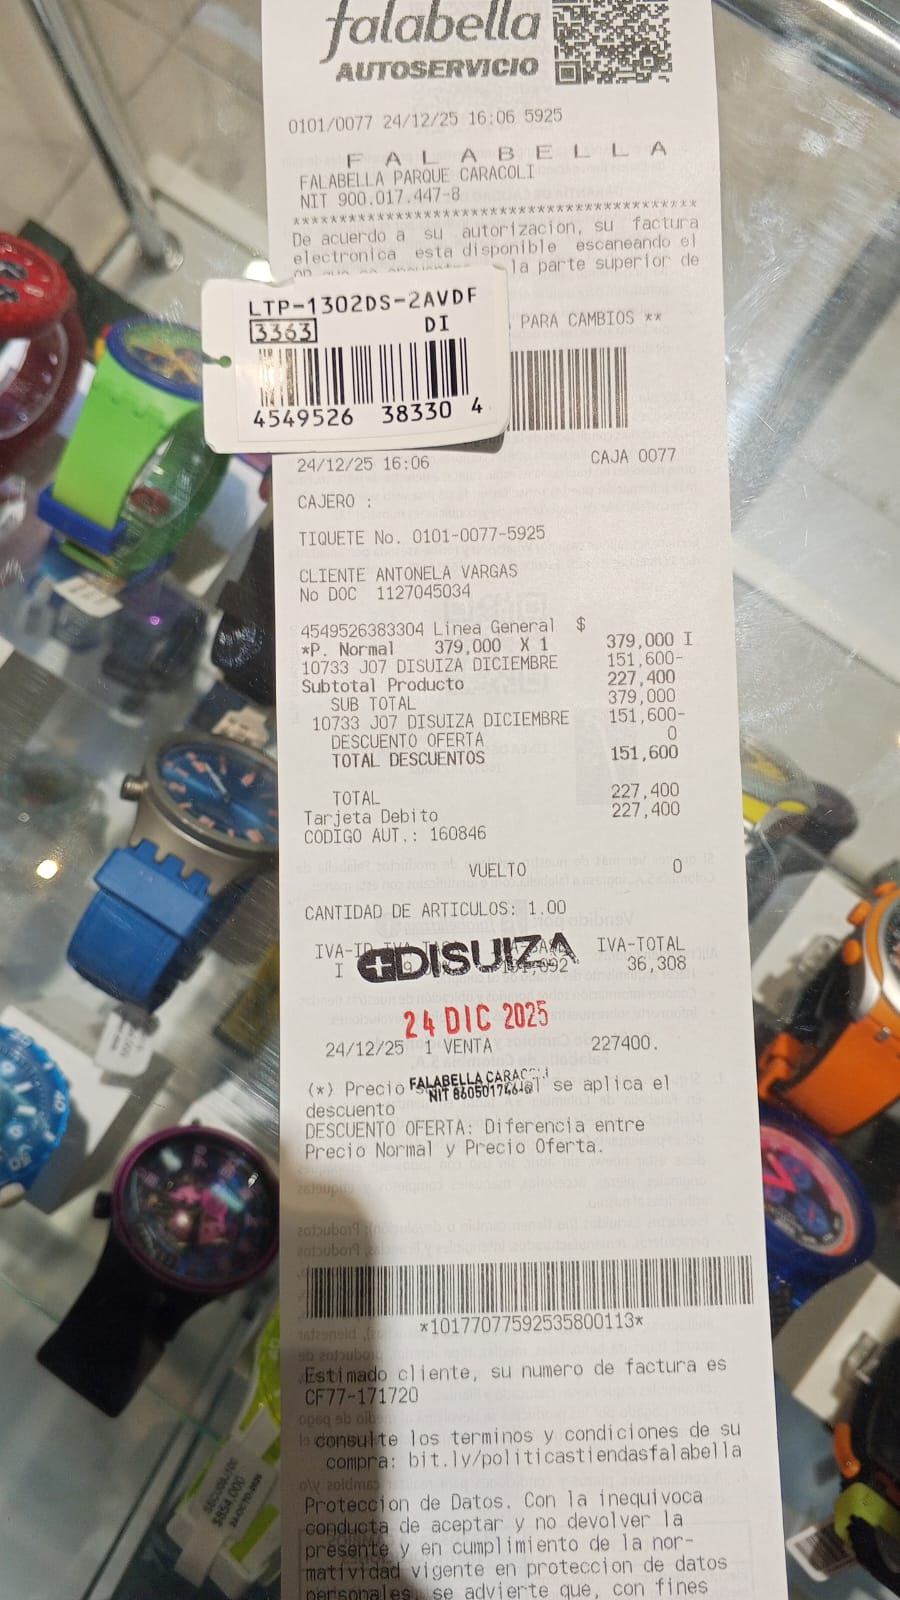 falabella
AUTOSERVICIO
0101/0077 24/12/25 16:06 5925
F A L A B E L L A
FALABELLA PARQUE CARACOLI
NIT 900.017.447-8
******************************************
De acuerdo a su autorizacion, su factura
electronica esta disponible escaneando el
la parte superior de
PARA CAMBIOS **
LTP-1302DS-2AVDF
3363 DI
4549526 38330 4
24/12/25 16:06 CAJA 0077
CAJERO :
TIQUETE No. 0101-0077-5925
CLIENTE ANTONELA VARGAS
No DOC 1127045034
4549526383304 Linea General $
*P. Normal 379,000 X 1 379,000 I
10733 J07 DISUIZA DICIEMBRE 151,600-
Subtotal Producto 227,400
SUB TOTAL 379,000
10733 J07 DISUIZA DICIEMBRE 151,600-
DESCUENTO OFERTA 0
TOTAL DESCUENTOS 151,600
TOTAL 227,400
Tarjeta Debito 227,400
CODIGO AUT.: 160846
VUELTO 0
CANTIDAD DE ARTICULOS: 1.00
IVA-ID IVA-TOTAL
I 36,308
DISUIZA
24 DIC 2025
24/12/25 1 VENTA 227400.
FALABELLA
(*) Precio se aplica el
descuento
DESCUENTO OFERTA: Diferencia entre
Precio Normal y Precio Oferta.
*10177077592535800113*
Estimado cliente, su numero de factura es
CF77-171720
consulte los terminos y condiciones de su
compra: bit.ly/politicastiendasfalabella
Proteccion de Datos. Con la inequivoca
conducta de aceptar y no devolver la
presente y en cumplimiento de la nor-
matividad vigente en proteccion de datos
personales, se advierte que, con fines
$854,000